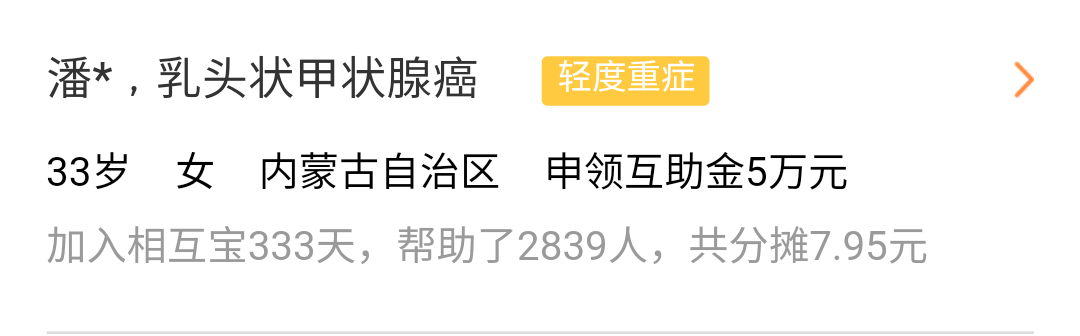 潘*，乳头状甲状腺癌 轻度重症
33岁 女 内蒙古自治区 申领互助金5万元
加入相互宝333天，帮助了2839人，共分摊7.95元